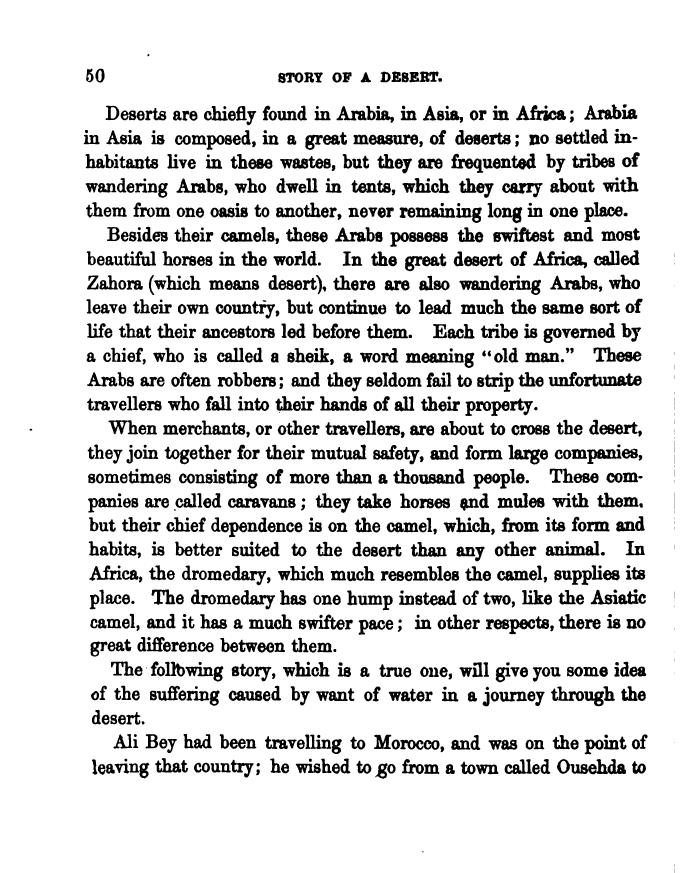 50 STORY OF A DESERT.
Deserts are chiefly found in Arabia, in Asia, or in Africa; Arabia
in Asia is composed, in a great measure, of deserts; no settled in-
habitants live in these wastes, but they are frequented by tribes of
wandering Arabs, who dwell in tents, which they carry about with
them from one oasis to another, never remaining long in one place.
Besides their camels, these Arabs possess the swiftest and most
beautiful horses in the world. In the great desert of Africa, called
Zahora (which means desert), there are also wandering Arabs, who
leave their own country, but continue to lead much the same sort of
life that their ancestors led before them. Each tribe is governed by
a chief, who is called a sheik, a word meaning "old man." These
Arabs are often robbers; and they seldom fail to strip the unfortunate
travellers who fall into their hands of all their property.
When merchants, or other travellers, are about to cross the desert,
they join together for their mutual safety, and form large companies,
sometimes consisting of more than a thousand people. These com-
panies are called caravans; they take horses and mules with them,
but their chief dependence is on the camel, which, from its form and
habits, is better suited to the desert than any other animal. In
Africa, the dromedary, which much resembles the camel, supplies its
place. The dromedary has one hump instead of two, like the Asiatic
camel, and it has a much swifter pace; in other respects, there is no
great difference between them.
The following story, which is a true one, will give you some idea
of the suffering caused by want of water in a journey through the
desert.
Ali Bey had been travelling to Morocco, and was on the point of
leaving that country; he wished to go from a town called Ousehda to